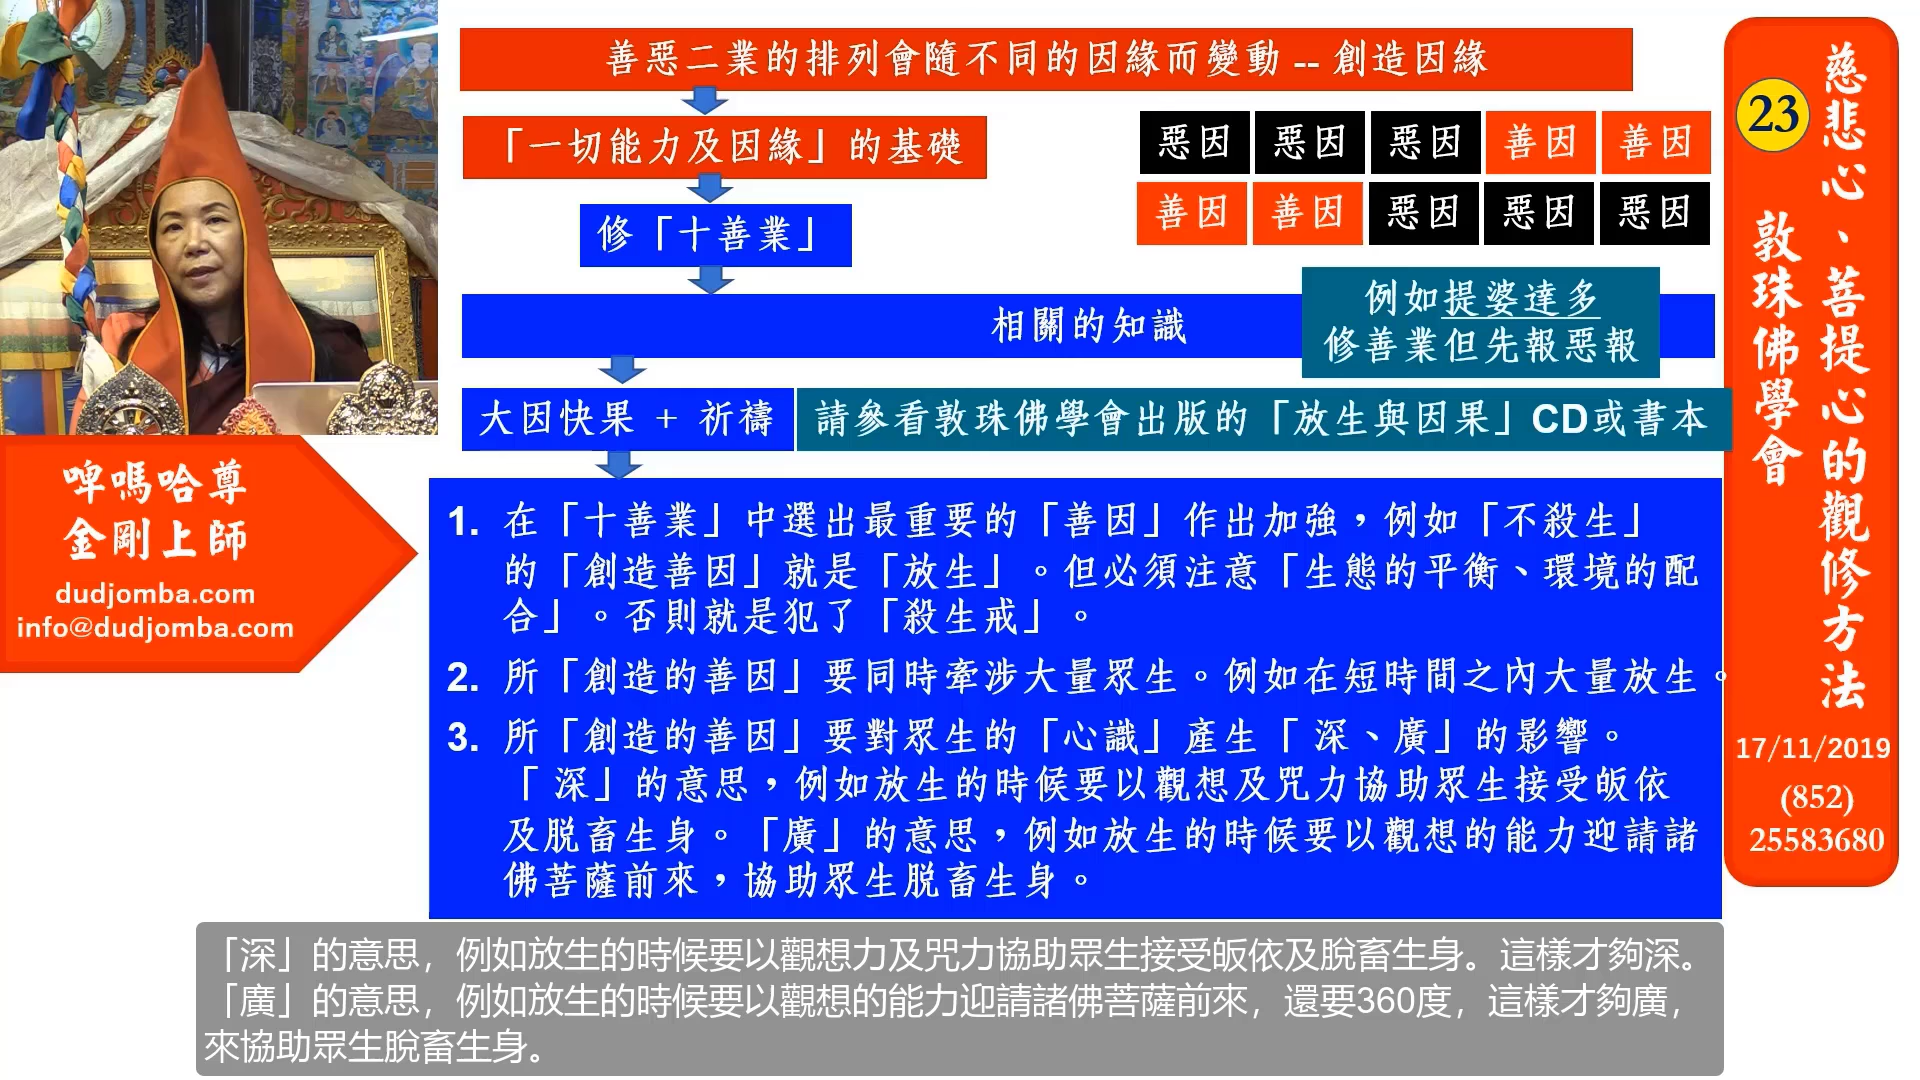 善惡二業的排列會隨不同的因緣而變動 -- 創造因緣
「一切能力及因緣」的基礎
修「十善業」
惡因 惡因 惡因 善因 善因
善因 善因 惡因 惡因 惡因
相關的知識
例如提婆達多
修善業但先報惡報
大因快果 + 祈禱
請參看敦珠佛學會出版的「放生與因果」CD或書本
1. 在「十善業」中選出最重要的「善因」作出加強，例如「不殺生」
的「創造善因」就是「放生」。但必須注意「生態的平衡、環境的配
合」。否則就是犯了「殺生戒」。
2. 所「創造的善因」要同時牽涉大量眾生。例如在短時間之內大量放生。
3. 所「創造的善因」要對眾生的「心識」產生「 深、廣」的影響。
「 深」的意思，例如放生的時候要以觀想及咒力協助眾生接受皈依
及脫畜生身。「廣」的意思，例如放生的時候要以觀想的能力迎請諸
佛菩薩前來，協助眾生脫畜生身。
啤嗎哈尊
金剛上師
dudjomba.com
info@dudjomba.com
慈悲心、菩提心的觀修方法
23
敦珠佛學會
17/11/2019
(852)
25583680
「深」的意思，例如放生的時候要以觀想力及咒力協助眾生接受皈依及脫畜生身。這樣才夠深。
「廣」的意思，例如放生的時候要以觀想的能力迎請諸佛菩薩前來，還要360度，這樣才夠廣，
來協助眾生脫畜生身。